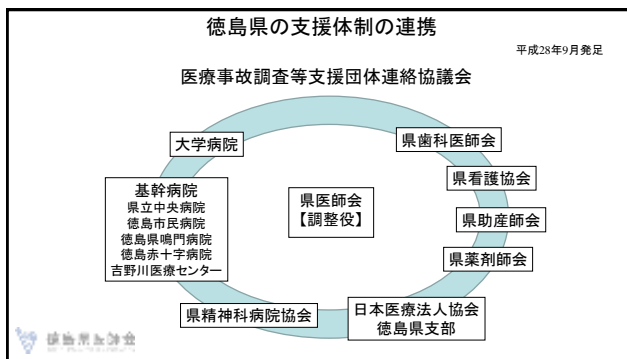 徳島県の支援体制の連携
平成28年9月発足
医療事故調査等支援団体連絡協議会
大学病院
県歯科医師会
県看護協会
基幹病院
県立中央病院
徳島市民病院
徳島県鳴門病院
徳島赤十字病院
吉野川医療センター
県医師会
【調整役】
県助産師会
県薬剤師会
県精神科病院協会
日本医療法人協会
徳島県支部
徳島県医師会